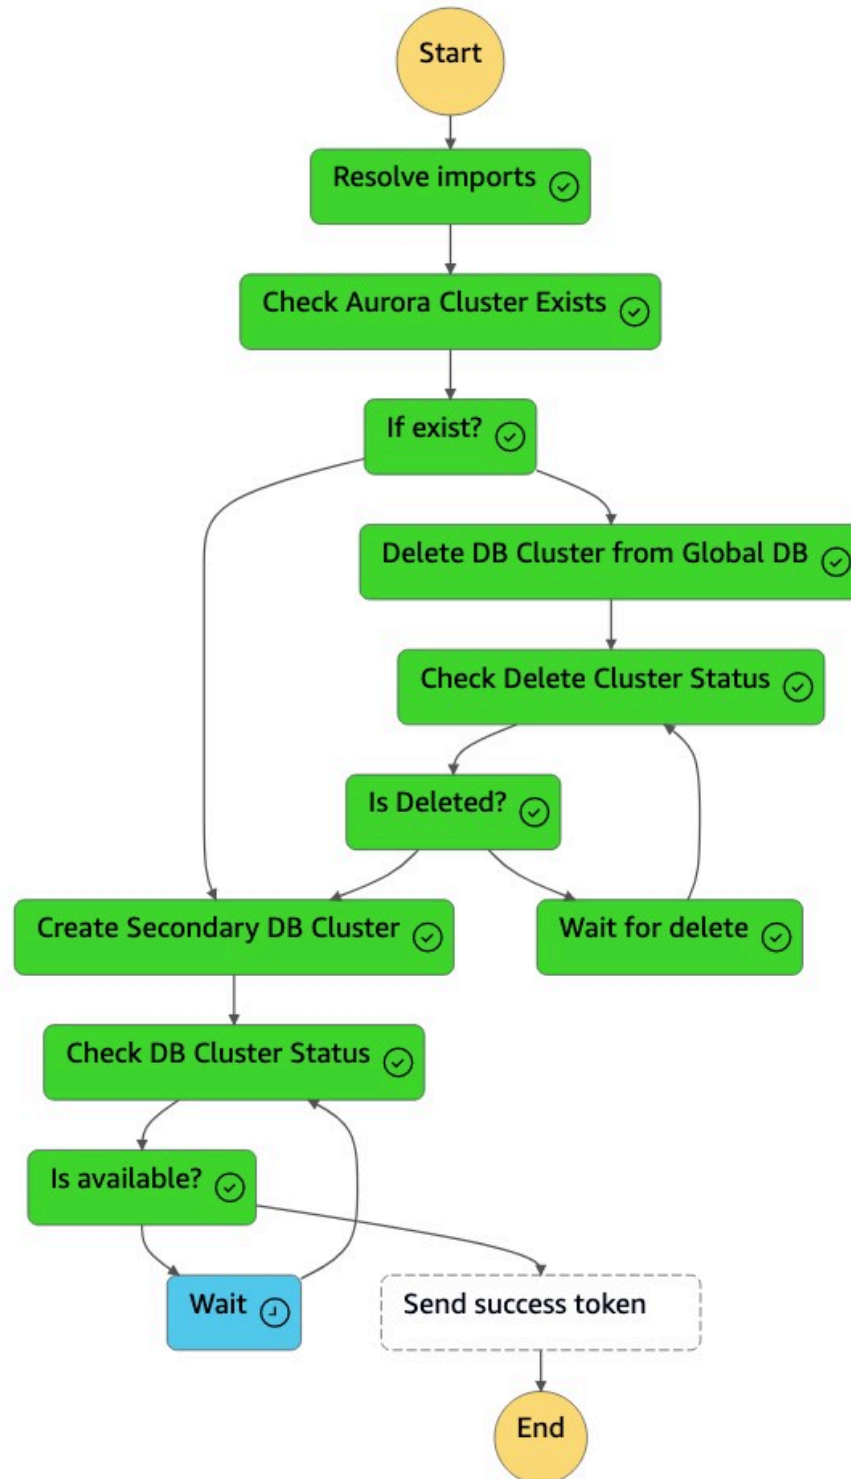 Start
Resolve imports
Check Aurora Cluster Exists
If exist?
Delete DB Cluster from Global DB
Check Delete Cluster Status
Is Deleted?
Create Secondary DB Cluster
Wait for delete
Check DB Cluster Status
Is available?
Wait
Send success token
End